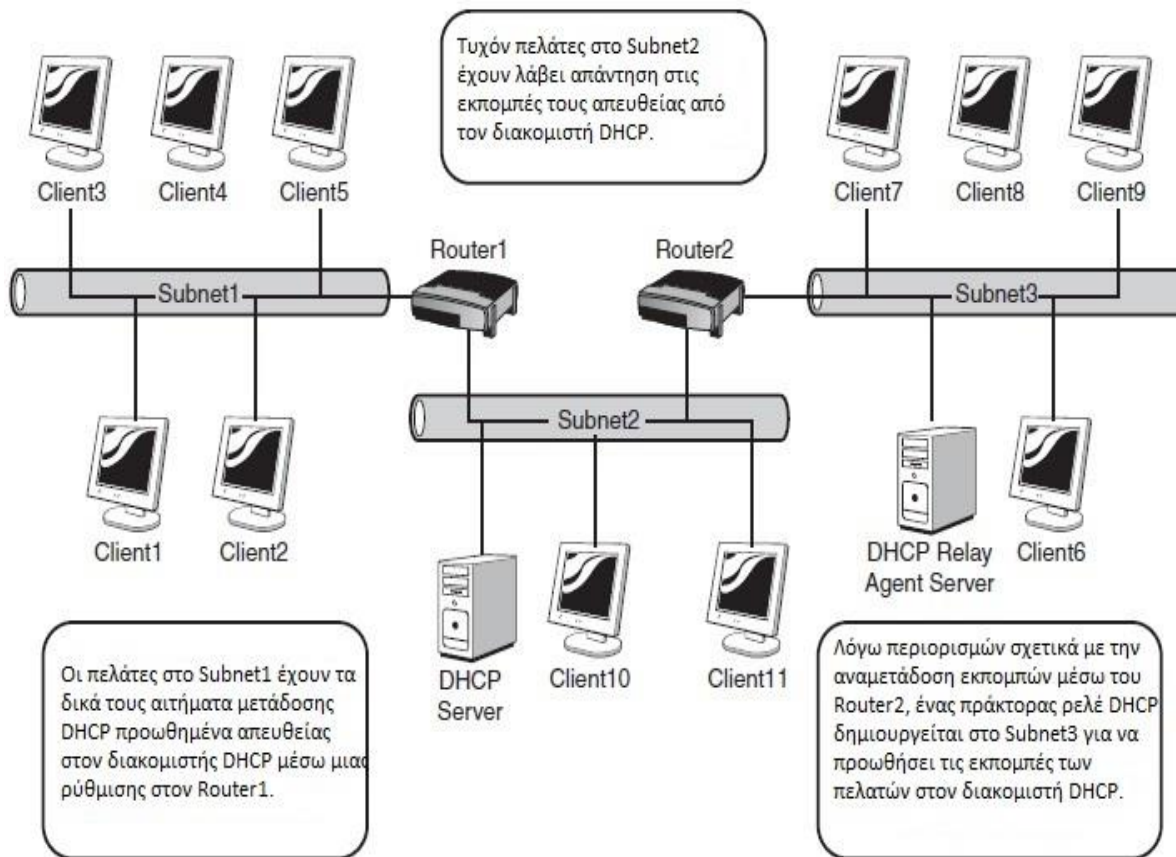 Τυχόν πελάτες στο Subnet2
έχουν λάβει απάντηση στις
εκπομπές τους απευθείας από
τον διακομιστή DHCP.
Client3
Client4
Client5
Client7
Client8
Client9
Router1
Router2
Subnet1
Subnet3
Subnet2
Client1
Client2
DHCP
Server
Client10
Client11
DHCP Relay
Agent Server
Client6
Οι πελάτες στο Subnet1 έχουν τα
δικά τους αιτήματα μετάδοσης
DHCP προωθημένα απευθείας
στον διακομιστής DHCP μέσω μιας
ρύθμισης στον Router1.
Λόγω περιορισμών σχετικά με την
αναμετάδοση εκπομπών μέσω του
Router2, ένας πράκτορας ρελέ DHCP
δημιουργείται στο Subnet3 για να
προωθήσει τις εκπομπές των
πελατών στον διακομιστή DHCP.